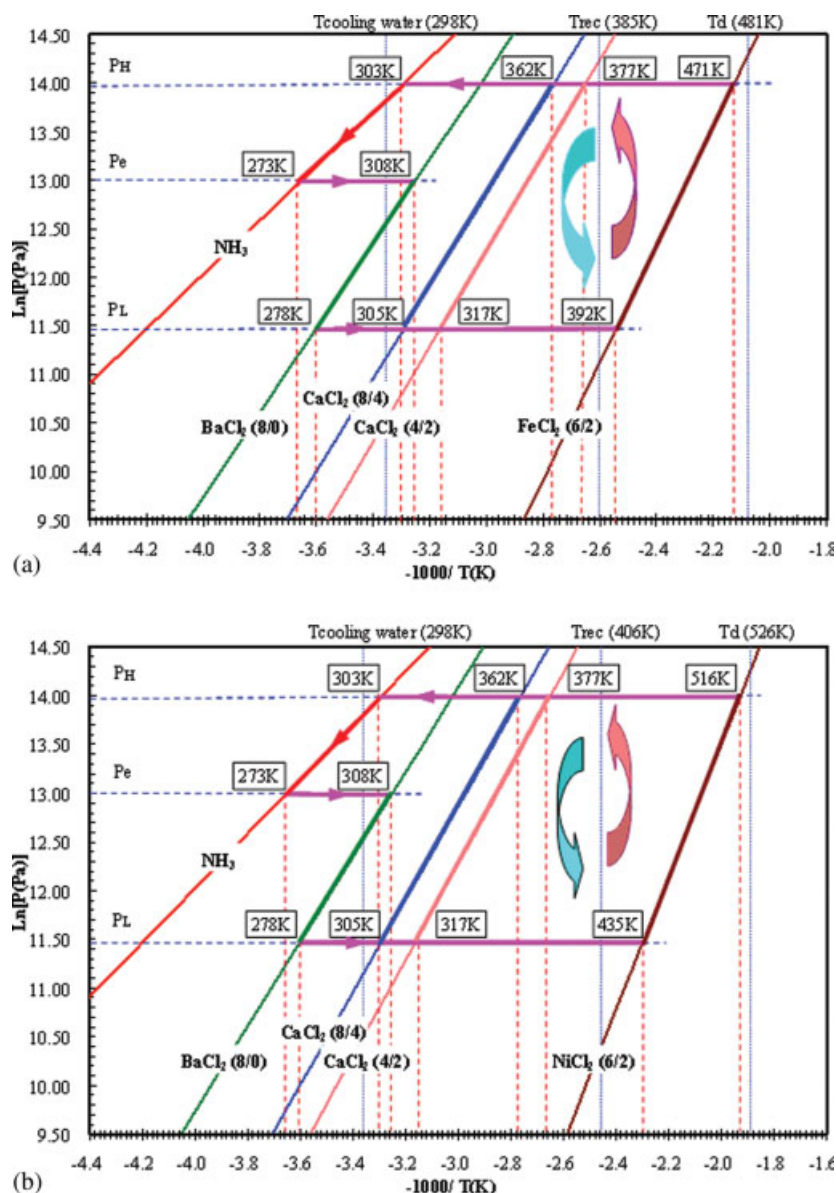 Tcooling water (298K) Trec (385K) Td (481K)
14.50
P_H 303K 362K 377K 471K
14.00
13.50
Pe 273K 308K
13.00
12.50
NH₃
12.00
P_L 278K 305K 317K 392K
11.50
11.00
CaCl₂ (8/4)
10.50
BaCl₂ (8/0) CaCl₂ (4/2) FeCl₂ (6/2)
10.00
9.50
Ln[P(Pa)]
-4.4 -4.2 -4.0 -3.8 -3.6 -3.4 -3.2 -3.0 -2.8 -2.6 -2.4 -2.2 -2.0 -1.8
(a) -1000/ T(K)
Tcooling water (298K) Trec (406K) Td (526K)
14.50
P_H 303K 362K 377K 516K
14.00
13.50
Pe 273K 308K
13.00
12.50
NH₃
12.00
P_L 278K 305K 317K 435K
11.50
11.00
CaCl₂ (8/4)
10.50
BaCl₂ (8/0) CaCl₂ (4/2) NiCl₂ (6/2)
10.00
9.50
Ln[P(Pa)]
-4.4 -4.2 -4.0 -3.8 -3.6 -3.4 -3.2 -3.0 -2.8 -2.6 -2.4 -2.2 -2.0 -1.8 -1.6
(b) -1000/ T(K)